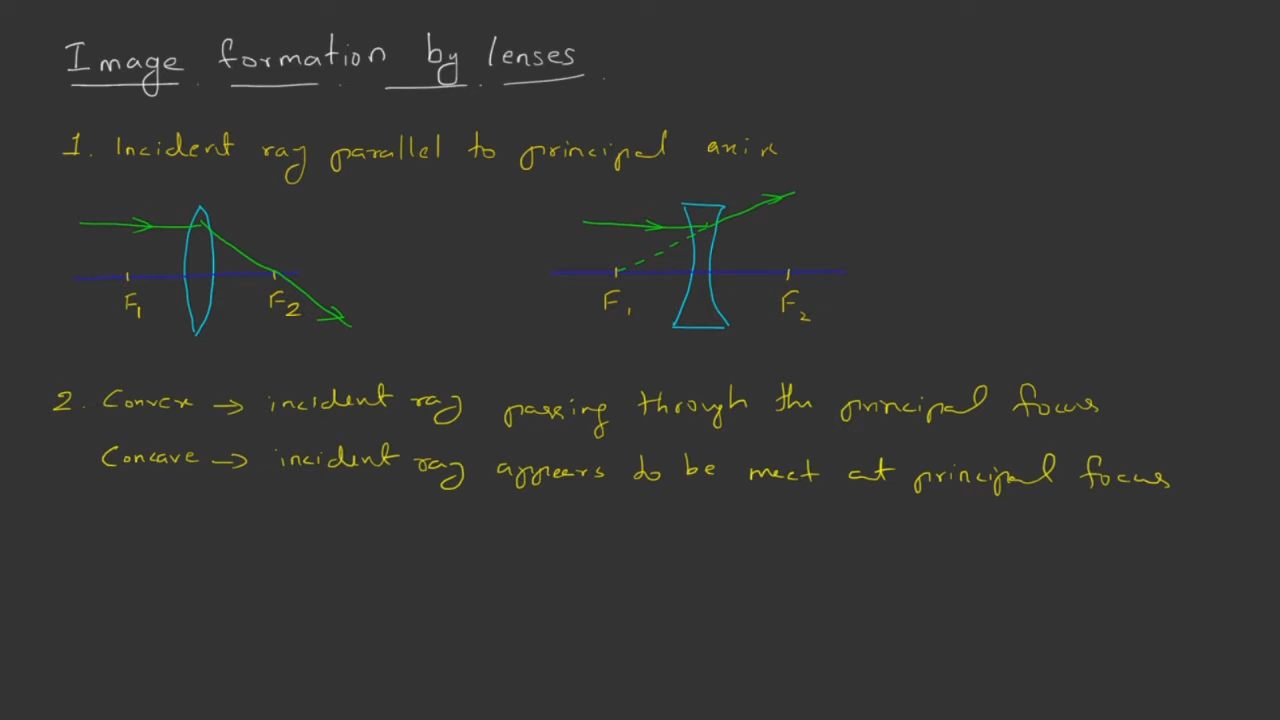 Image formation by lenses
1. Incident ray parallel to principal axis
F1 F2 F1 F2
2. Convex → incident ray passing through the principal focus
Concave → incident ray appears to be meet at principal focus